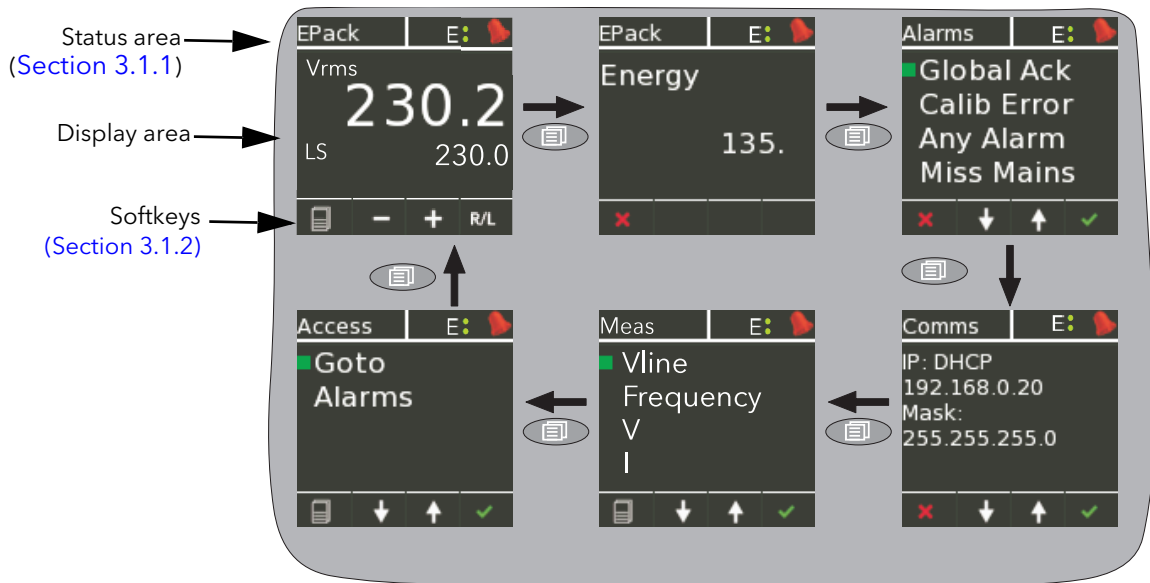 Status area
(Section 3.1.1)
Display area
Softkeys
(Section 3.1.2)
EPack E:
Vrms
230.2
LS 230.0
R/L
EPack E:
Energy
135.
Alarms E:
Global Ack
Calib Error
Any Alarm
Miss Mains
Access E:
Goto
Alarms
Meas E:
Vline
Frequency
V
I
Comms E:
IP: DHCP
192.168.0.20
Mask:
255.255.255.0